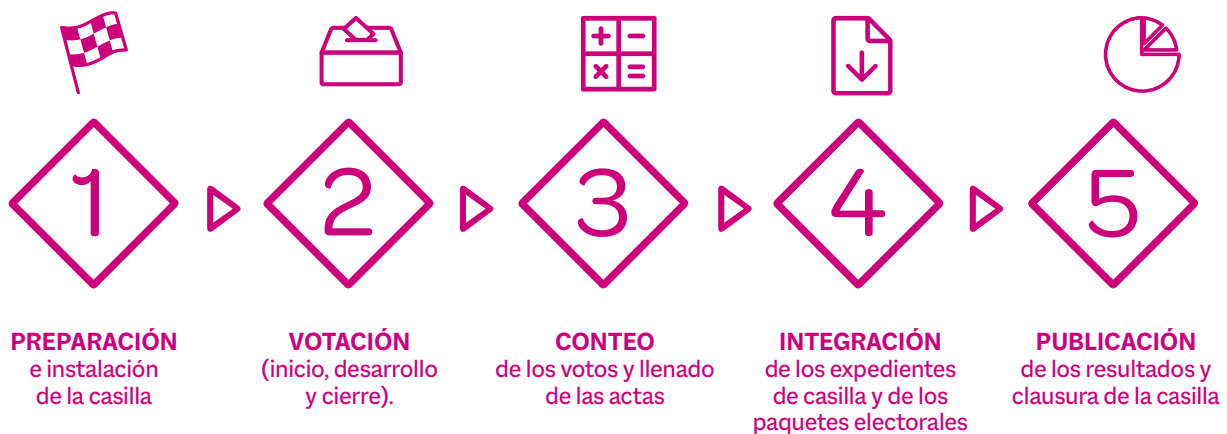 1
PREPARACIÓN
e instalación
de la casilla
2
VOTACIÓN
(inicio, desarrollo
y cierre).
3
CONTEO
de los votos y llenado
de las actas
4
INTEGRACIÓN
de los expedientes
de casilla y de los
paquetes electorales
5
PUBLICACIÓN
de los resultados y
clausura de la casilla